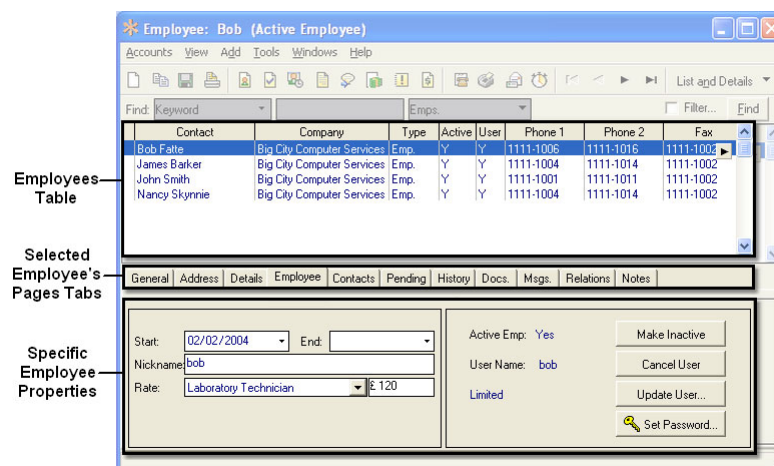 Employee: Bob (Active Employee)
Accounts View Add Tools Windows Help
List and Details
Find: Keyword Emps. Filter... Find
Contact Company Type Active User Phone 1 Phone 2 Fax
Bob Fatte Big City Computer Services Emp. Y Y 1111-1006 1111-1016 1111-1002
James Barker Big City Computer Services Emp. Y Y 1111-1004 1111-1014 1111-1002
John Smith Big City Computer Services Emp. Y Y 1111-1001 1111-1011 1111-1002
Nancy Skynnie Big City Computer Services Emp. Y Y 1111-1004 1111-1014 1111-1002
Employees
Table
Selected
Employee's
Pages Tabs
General Address Details Employee Contacts Pending History Docs. Msgs. Relations Notes
Specific
Employee
Properties
Start: 02/02/2004 End:
Nickname: bob
Rate: Laboratory Technician £ 120
Active Emp: Yes
User Name: bob
Limited
Make Inactive
Cancel User
Update User...
Set Password...